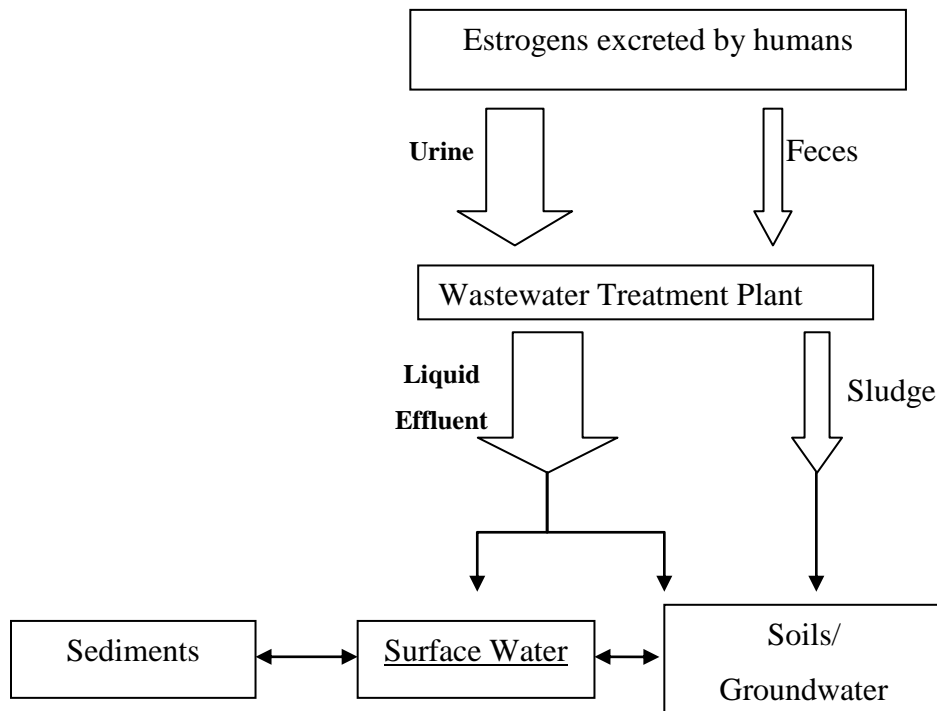 Estrogens excreted by humans
Urine
Feces
Wastewater Treatment Plant
Liquid
Effluent
Sludge
Sediments
Surface Water
Soils/
Groundwater